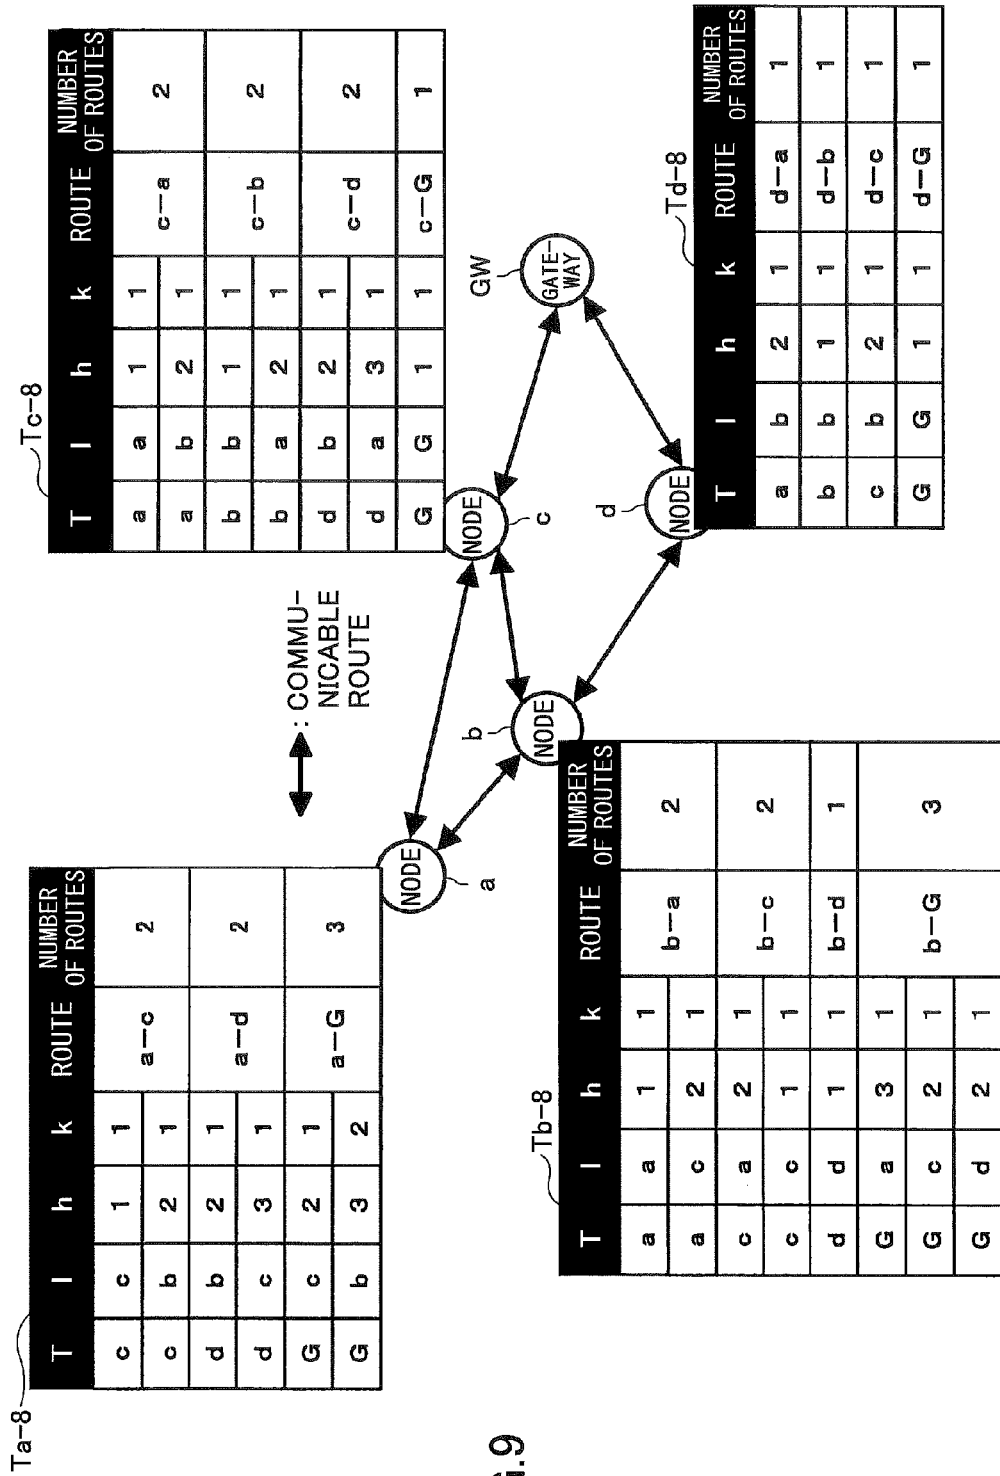 Ta-8
T l h k ROUTE NUMBER
OF ROUTES
c c 1 1 a-c 2
c b 2 1
d b 2 1 a-d 2
d c 3 1
G c 2 1 a-G 3
G b 3 2
Tc-8
T l h k ROUTE NUMBER
OF ROUTES
a a 1 1 c-a 2
a b 2 1
b b 1 1 c-b 2
b a 2 1
d b 2 1 c-d 2
d a 3 1
G G 1 1 c-G 1
: COMMU-
NICABLE
ROUTE
NODE
a
NODE
b
NODE
c
NODE
d
GW
GATE-
WAY
.9
Tb-8
T l h k ROUTE NUMBER
OF ROUTES
a a 1 1 b-a 2
a c 2 1
c a 2 1 b-c 2
c c 1 1
d d 1 1 b-d 1
G a 3 1 b-G 3
G c 2 1
G d 2 1
Td-8
T l h k ROUTE NUMBER
OF ROUTES
a b 2 1 d-a 1
b b 1 1 d-b 1
c b 2 1 d-c 1
G G 1 1 d-G 1